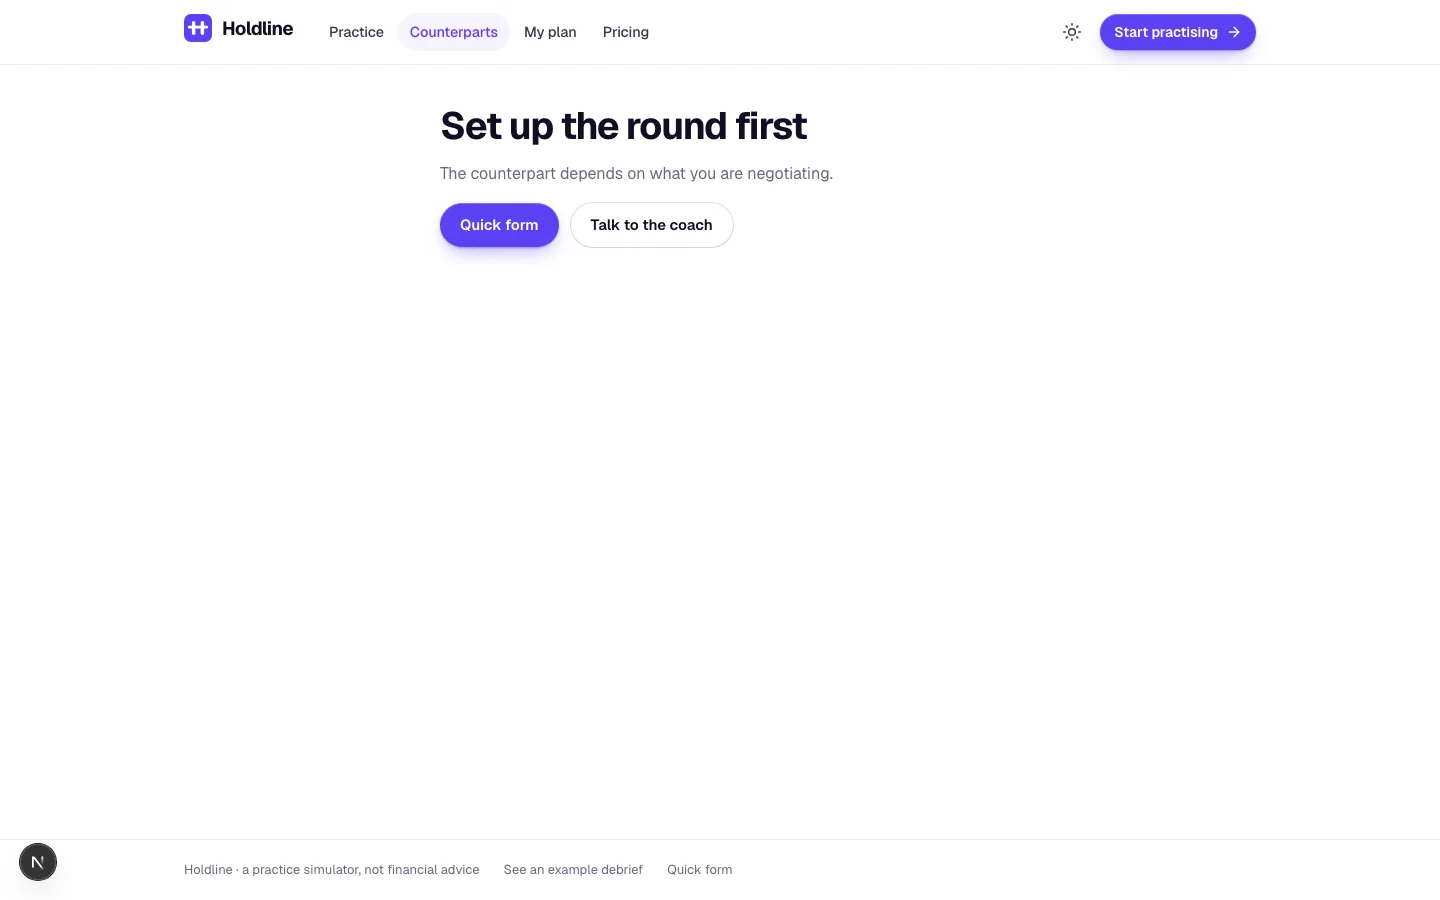 Holdline
Practice
Counterparts
My plan
Pricing
Start practising
Set up the round first
The counterpart depends on what you are negotiating.
Quick form
Talk to the coach
N
Holdline · a practice simulator, not financial advice
See an example debrief
Quick form